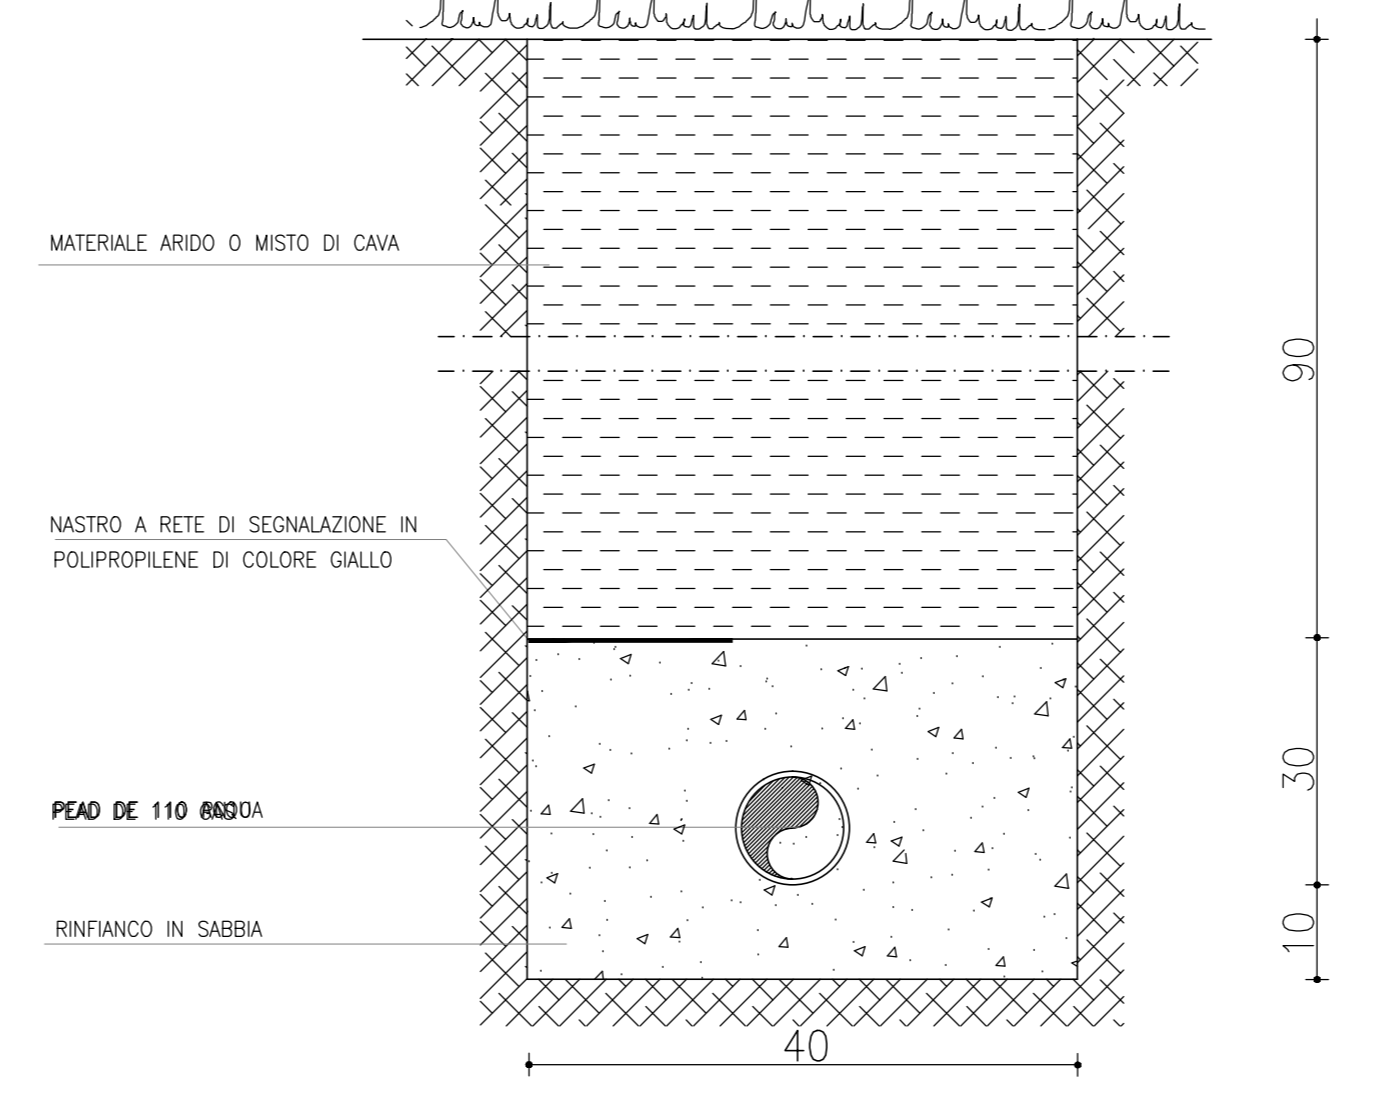 MATERIALE ARIDO O MISTO DI CAVA
90
NASTRO A RETE DI SEGNALAZIONE IN
POLIPROPILENE DI COLORE GIALLO
30
PEAD DE 110
RINFIANCO IN SABBIA
10
40